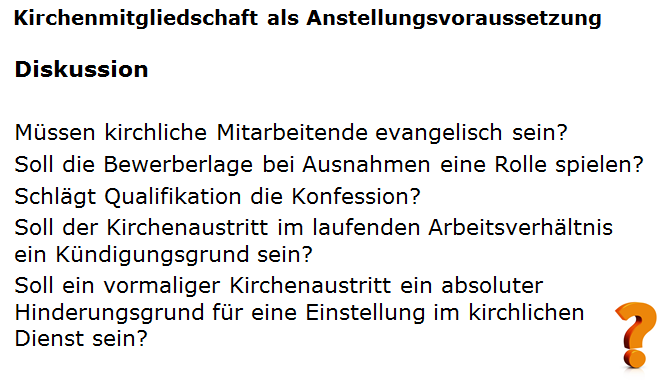 Kirchenmitgliedschaft als Anstellungsvoraussetzung
Diskussion
Müssen kirchliche Mitarbeitende evangelisch sein?
Soll die Bewerberlage bei Ausnahmen eine Rolle spielen?
Schlägt Qualifikation die Konfession?
Soll der Kirchenaustritt im laufenden Arbeitsverhältnis
ein Kündigungsgrund sein?
Soll ein vormaliger Kirchenaustritt ein absoluter
Hinderungsgrund für eine Einstellung im kirchlichen
Dienst sein?
?